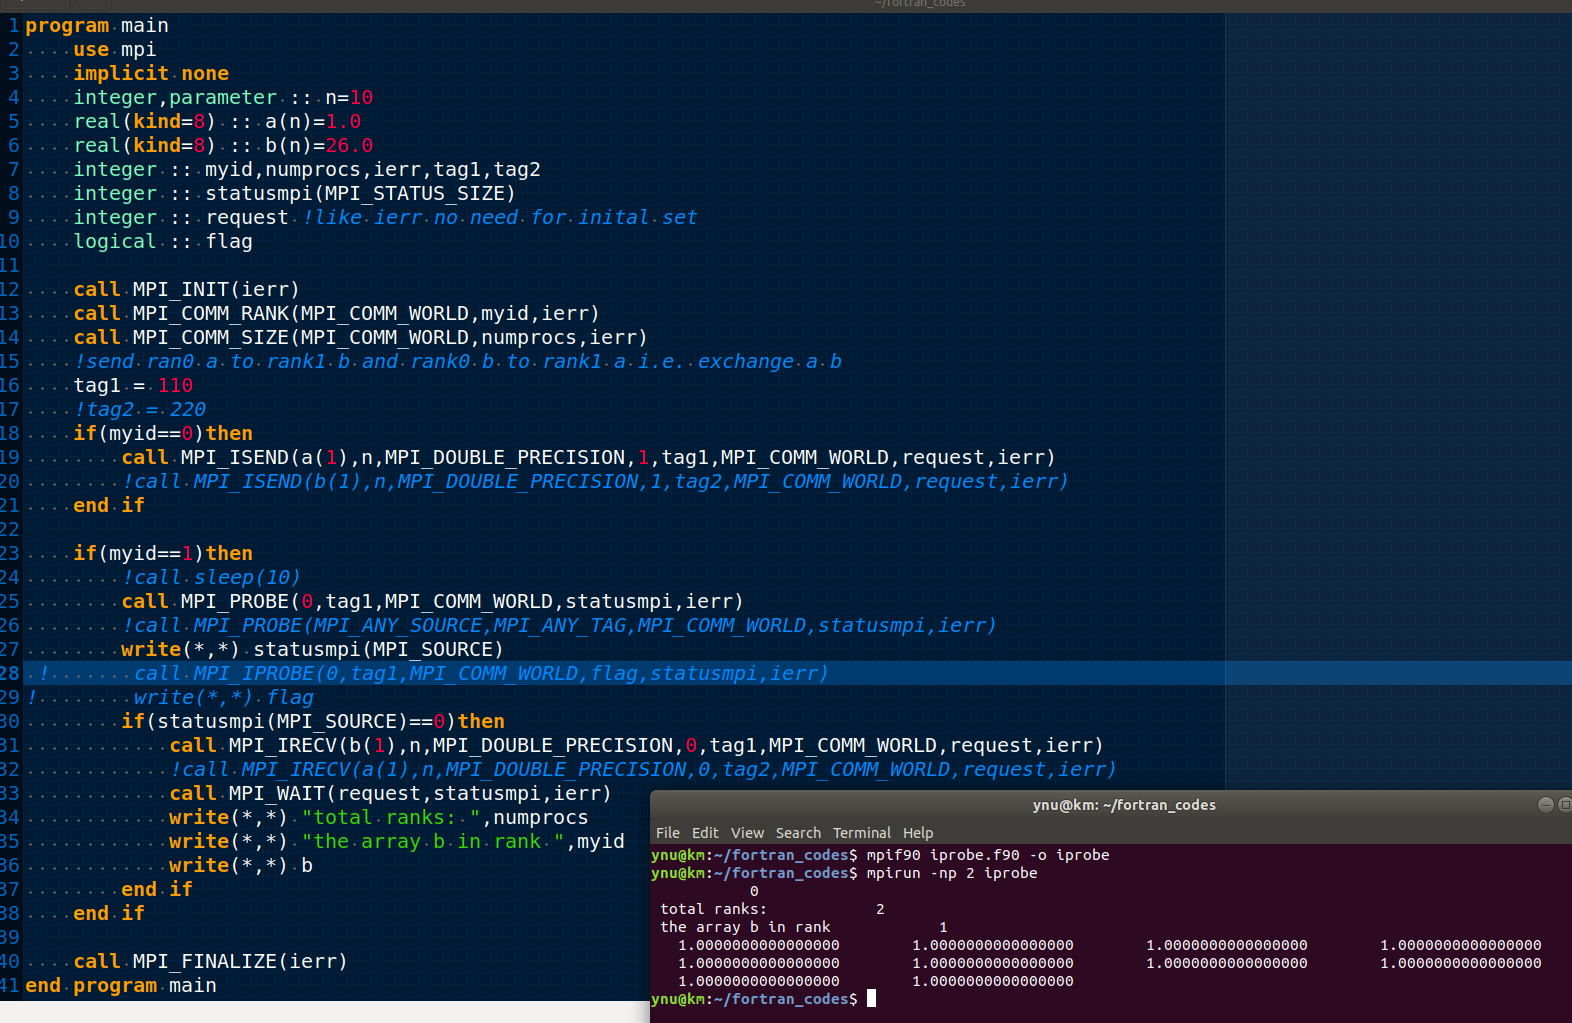 ~/fortran_codes
1 program main
2 use mpi
3 implicit none
4 integer,parameter :: n=10
5 real(kind=8) :: a(n)=1.0
6 real(kind=8) :: b(n)=26.0
7 integer :: myid,numprocs,ierr,tag1,tag2
8 integer :: statusmpi(MPI_STATUS_SIZE)
9 integer :: request !like ierr no need for inital set
10 logical :: flag
11
12 call MPI_INIT(ierr)
13 call MPI_COMM_RANK(MPI_COMM_WORLD,myid,ierr)
14 call MPI_COMM_SIZE(MPI_COMM_WORLD,numprocs,ierr)
15 !send ran0 a to rank1 b and rank0 b to rank1 a i.e. exchange a b
16 tag1 = 110
17 !tag2 = 220
18 if(myid==0)then
19 call MPI_ISEND(a(1),n,MPI_DOUBLE_PRECISION,1,tag1,MPI_COMM_WORLD,request,ierr)
20 !call MPI_ISEND(b(1),n,MPI_DOUBLE_PRECISION,1,tag2,MPI_COMM_WORLD,request,ierr)
21 end if
22
23 if(myid==1)then
24 !call sleep(10)
25 call MPI_PROBE(0,tag1,MPI_COMM_WORLD,statusmpi,ierr)
26 !call MPI_PROBE(MPI_ANY_SOURCE,MPI_ANY_TAG,MPI_COMM_WORLD,statusmpi,ierr)
27 write(*,*) statusmpi(MPI_SOURCE)
28 ! call MPI_IPROBE(0,tag1,MPI_COMM_WORLD,flag,statusmpi,ierr)
29 ! write(*,*) flag
30 if(statusmpi(MPI_SOURCE)==0)then
31 call MPI_IRECV(b(1),n,MPI_DOUBLE_PRECISION,0,tag1,MPI_COMM_WORLD,request,ierr)
32 !call MPI_IRECV(a(1),n,MPI_DOUBLE_PRECISION,0,tag2,MPI_COMM_WORLD,request,ierr)
33 call MPI_WAIT(request,statusmpi,ierr)
34 write(*,*) "total ranks: ",numprocs
35 write(*,*) "the array b in rank ",myid
36 write(*,*) b
37 end if
38 end if
39
40 call MPI_FINALIZE(ierr)
41 end program main
ynu@km: ~/fortran_codes
File Edit View Search Terminal Help
ynu@km:~/fortran_codes$ mpif90 iprobe.f90 -o iprobe
ynu@km:~/fortran_codes$ mpirun -np 2 iprobe
0
total ranks: 2
the array b in rank 1
1.0000000000000000 1.0000000000000000 1.0000000000000000 1.0000000000000000
1.0000000000000000 1.0000000000000000 1.0000000000000000 1.0000000000000000
1.0000000000000000 1.0000000000000000
ynu@km:~/fortran_codes$